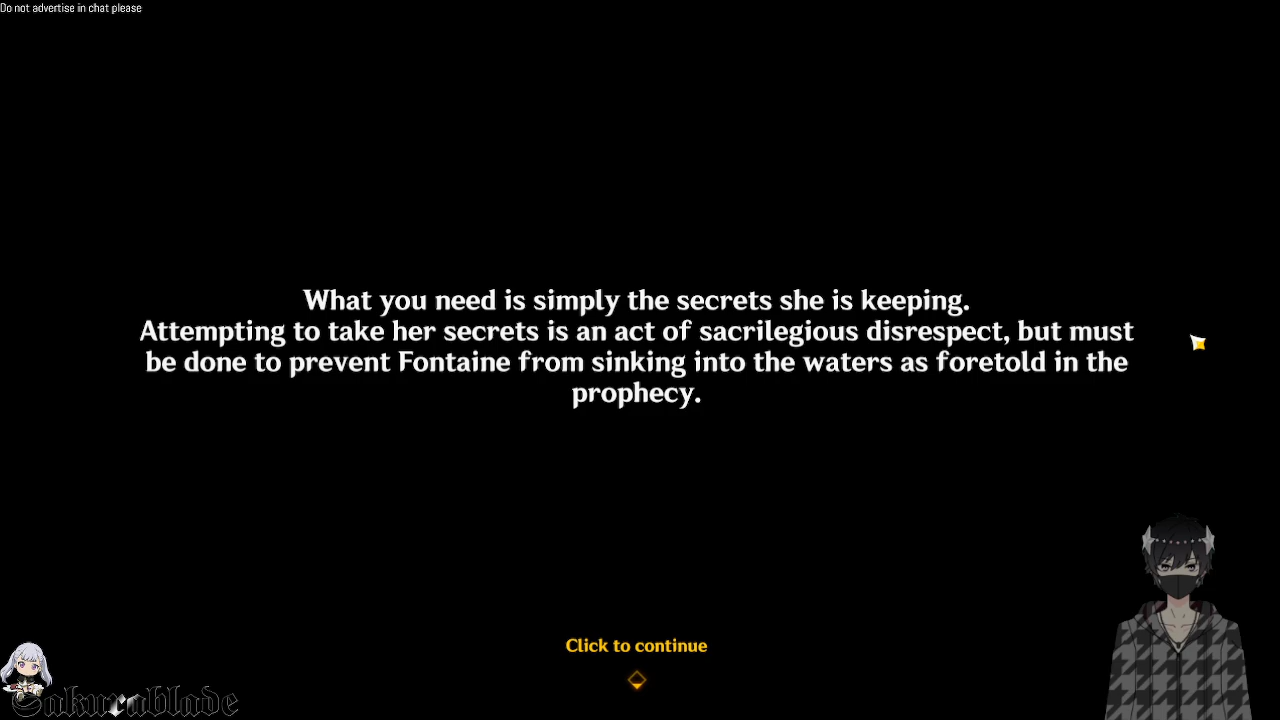 Do not advertise in chat please
What you need is simply the secrets she is keeping.
Attempting to take her secrets is an act of sacrilegious disrespect, but must
be done to prevent Fontaine from sinking into the waters as foretold in the
prophecy.
Click to continue
Sakurablade